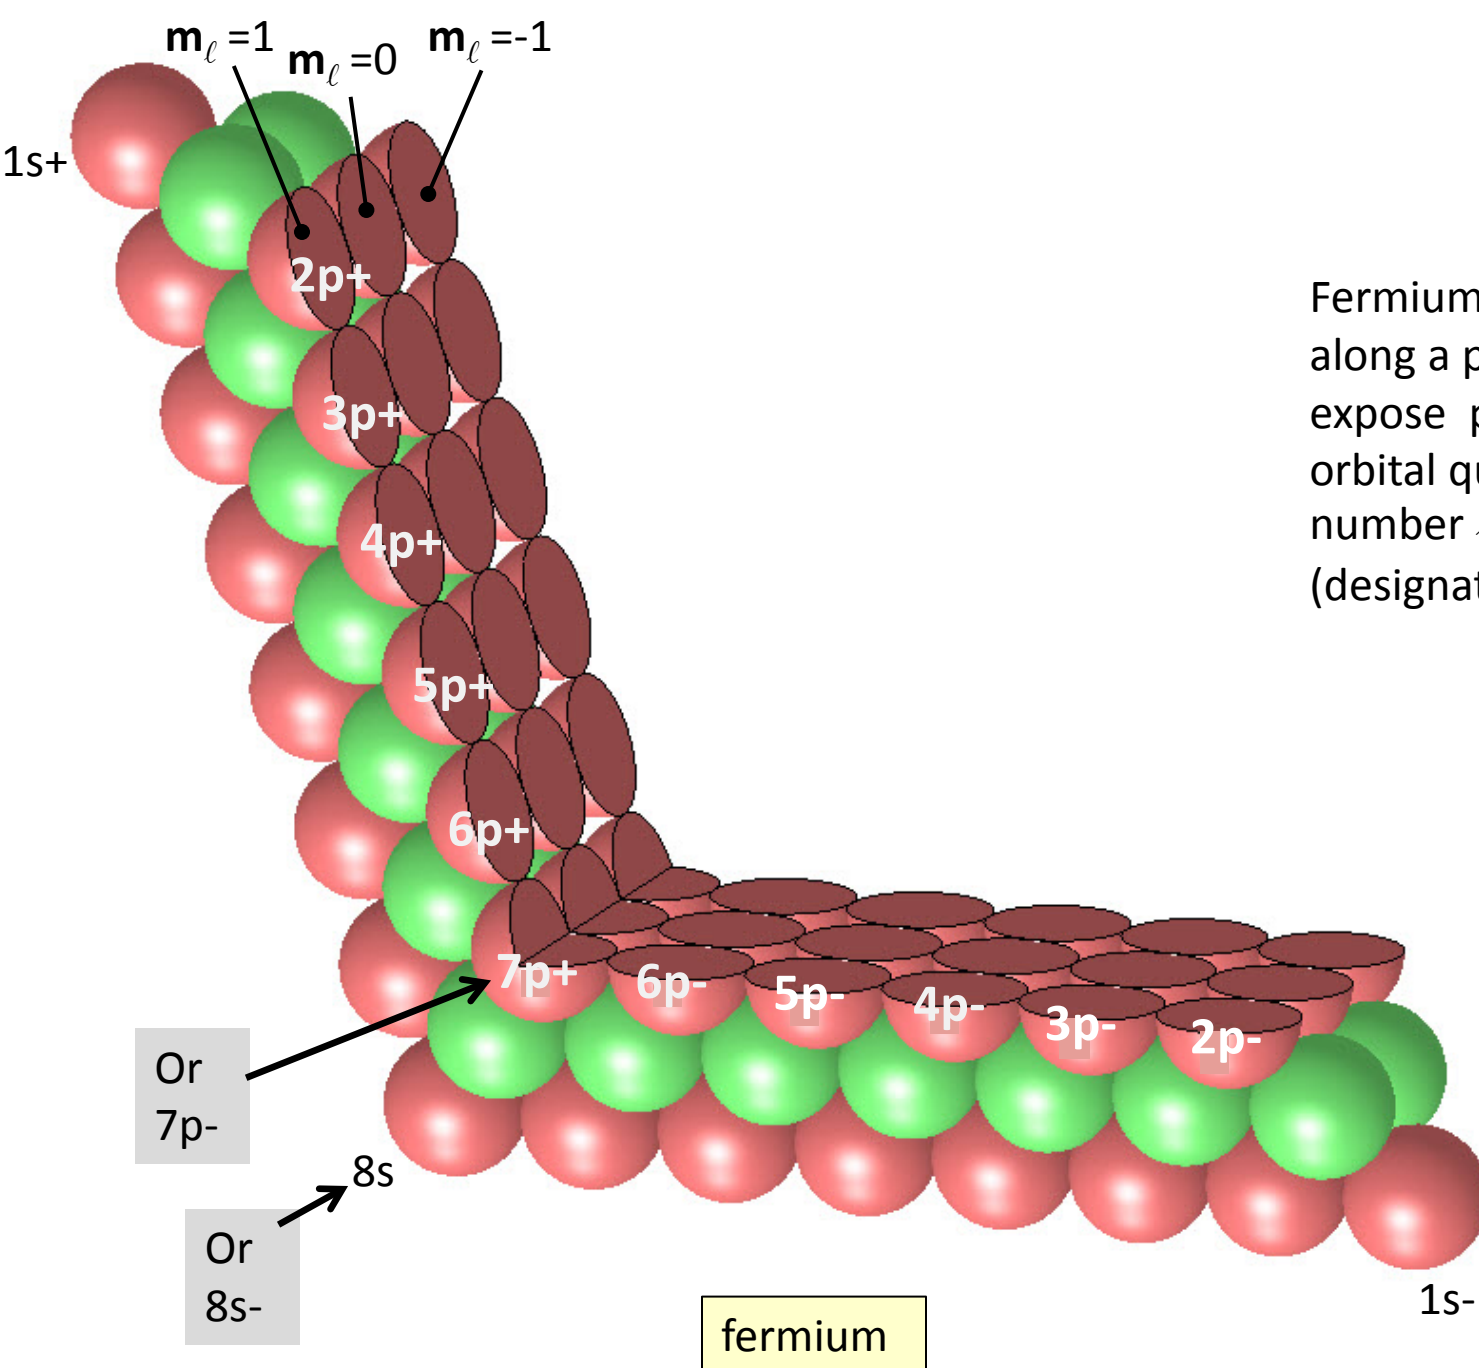 mℓ =1
mℓ =0
mℓ =-1
1s+
2p+
3p+
4p+
5p+
6p+
7p+
6p-
5p-
4p-
3p-
2p-
Fermium
along a
expose
orbital
number
Or
7p-
8s
Or
8s-
1s-
fermium